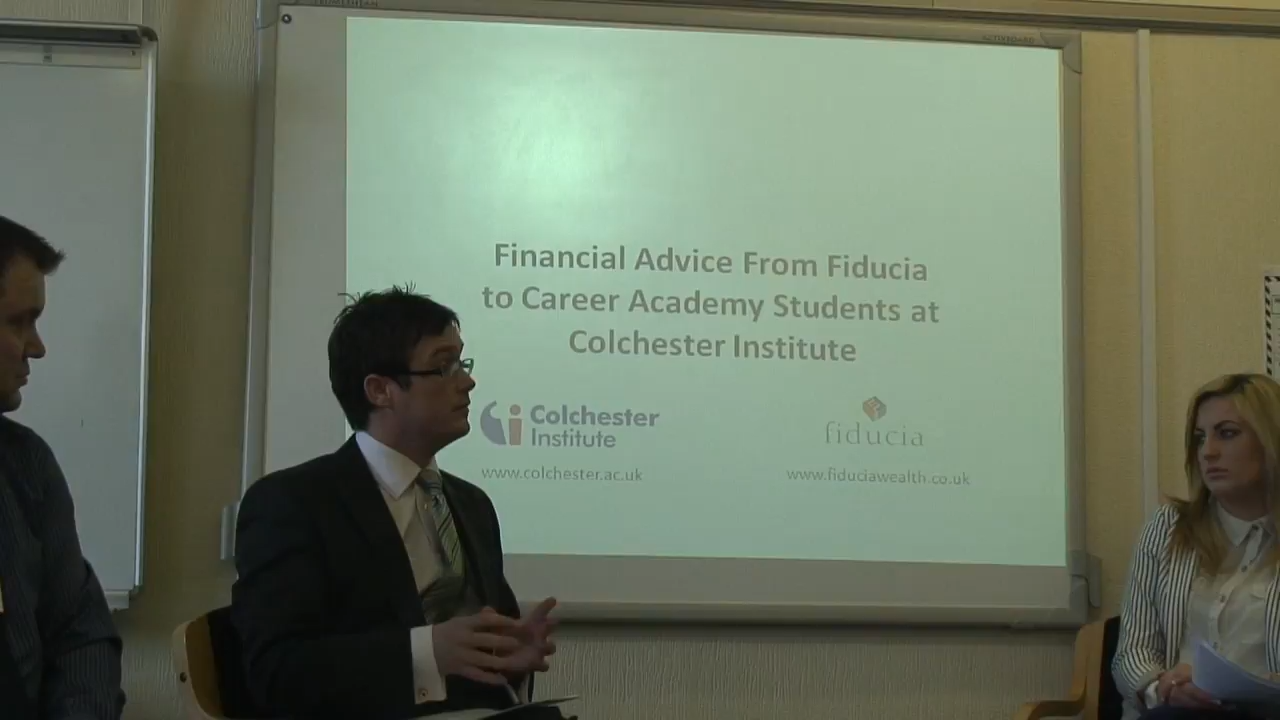 ACTIVBOARD
Financial Advice From Fiducia
to Career Academy Students at
Colchester Institute
Colchester
Institute
fiducia
www.colchester.ac.uk
www.fiduciawealth.co.uk